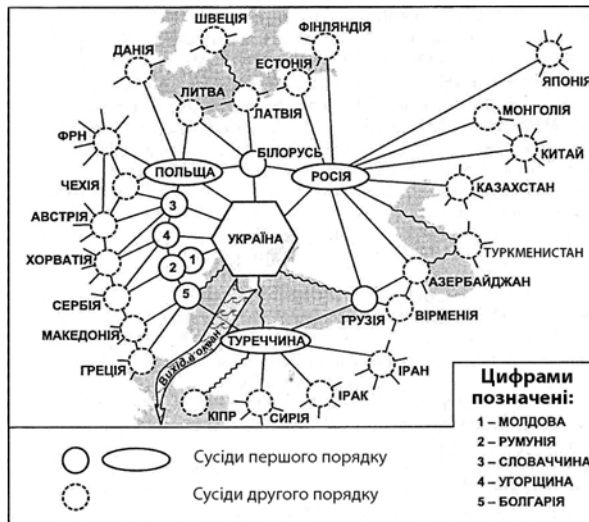 ШВЕЦІЯ
ФІНЛЯНДІЯ
ДАНІЯ
ЕСТОНІЯ
ЯПОНІЯ
ЛИТВА
ЛАТВІЯ
МОНГОЛІЯ
ФРН
БІЛОРУСЬ
КИТАЙ
ПОЛЬЩА
РОСІЯ
ЧЕХІЯ
КАЗАХСТАН
3
АВСТРІЯ
УКРАЇНА
4
ТУРКМЕНИСТАН
ХОРВАТІЯ
1
2
АЗЕРБАЙДЖАН
5
СЕРБІЯ
ГРУЗІЯ
ВІРМЕНІЯ
МАКЕДОНІЯ
ТУРЕЧЧИНА
ГРЕЦІЯ
Вихід в океан
ІРАН
ІРАК
КІПР
СИРІЯ
Цифрами
позначені:
1 – МОЛДОВА
2 – РУМУНІЯ
3 – СЛОВАЧЧИНА
4 – УГОРЩИНА
5 – БОЛГАРІЯ
Сусіди першого порядку
Сусіди другого порядку